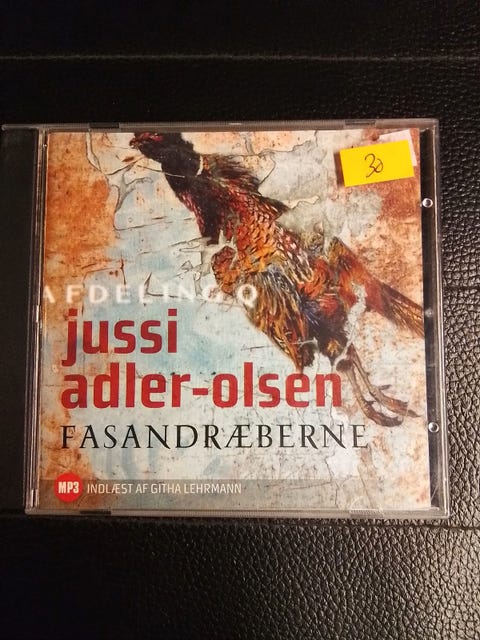 30
AFDELING Q
jussi
adler-olsen
FASANDRÆBERNE
MP3 INDLÆST AF GITHA LEHRMANN